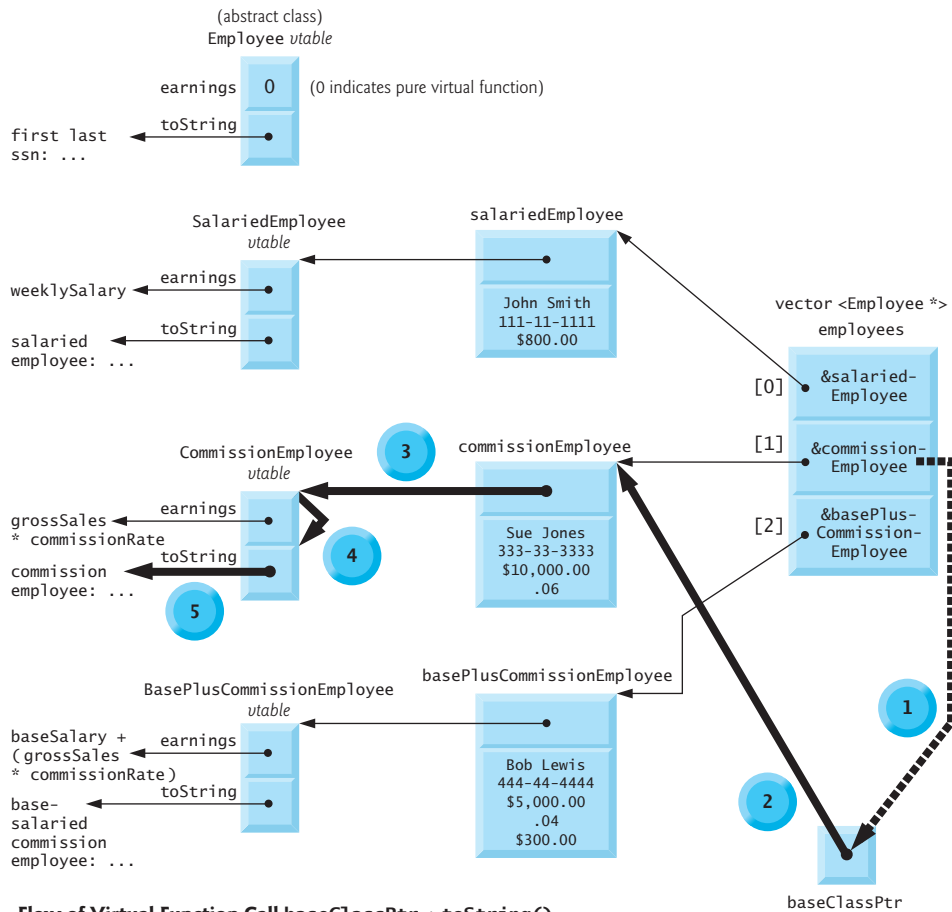 (abstract class)
Employee vtable
earnings
0
(0 indicates pure virtual function)
toString
first last
ssn: ...
SalariedEmployee
vtable
salariedEmployee
earnings
weeklySalary
toString
salaried
employee: ...
John Smith
111-11-1111
$800.00
vector <Employee *>
employees
[0]
&salaried-
Employee
[1]
&commission-
Employee
[2]
&basePlus-
Commission-
Employee
CommissionEmployee
vtable
3
commissionEmployee
earnings
grossSales
* commissionRate
toString
commission
employee: ...
4
5
Sue Jones
333-33-3333
$10,000.00
.06
BasePlusCommissionEmployee
vtable
basePlusCommissionEmployee
1
baseSalary +
(grossSales
* commissionRate)
earnings
toString
base-
salaried
commission
employee: ...
Bob Lewis
444-44-4444
$5,000.00
.04
$300.00
2
baseClassPtr